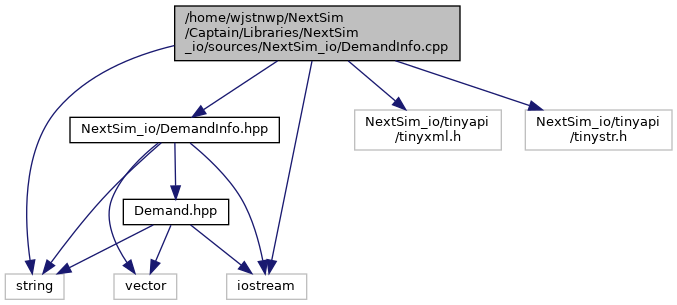 /home/wjstnwp/NextSim
/Captain/Libraries/NextSim
_io/sources/NextSim_io/DemandInfo.cpp
NextSim_io/DemandInfo.hpp
NextSim_io/tinyapi
/tinyxml.h
NextSim_io/tinyapi
/tinystr.h
Demand.hpp
string
vector
iostream